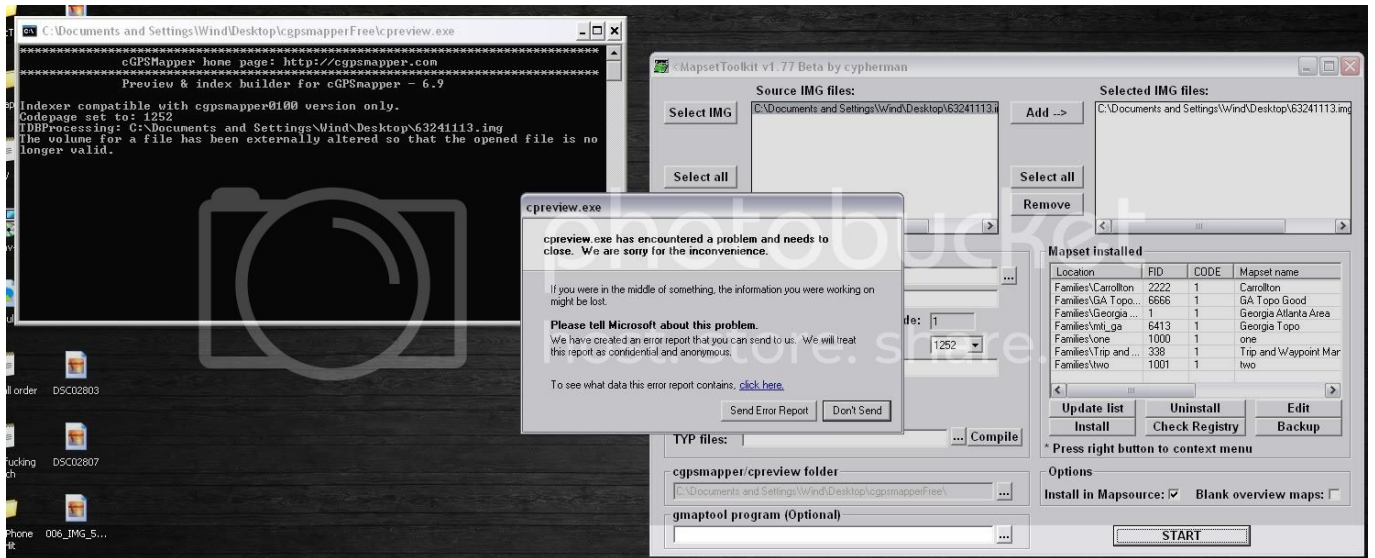 C:\Documents and Settings\Wind\Desktop\cgpsmapperFree\cpreview.exe
cGPSMapper home page: http://cgpsmapper.com
Preview & index builder for cGPSMapper - 6.9
Indexer compatible with cgpsmapper0100 version only.
Codepage set to: 1252
TDBProcessing: C:\Documents and Settings\Wind\Desktop\63241113.img
The volume for a file has been externally altered so that the opened file is no
longer valid.
cpreview.exe
cpreview.exe has encountered a problem and needs to
close. We are sorry for the inconvenience.
If you were in the middle of something, the information you were working on
might be lost.
Please tell Microsoft about this problem.
We have created an error report that you can send to us. We will treat
this report as confidential and anonymous.
To see what data this error report contains, click here.
Send Error Report Don't Send
cMapsetToolkit v1.77 Beta by cypherman
Source IMG files: Selected IMG files:
Select IMG C:\Documents and Settings\Wind\Desktop\63241113.i Add --> C:\Documents and Settings\Wind\Desktop\63241113.img
Select all Select all
Remove
Mapset installed
Location FID CODE Mapset name
Families\Carrollton 2222 1 Carrollton
Families\GA Topo... 6666 1 GA Topo Good
Families\Georgia ... 1 1 Georgia Atlanta Area
Families\mti_ga 6413 1 Georgia Topo
Families\one 1000 1 one
Families\Trip and ... 338 1 Trip and Waypoint Mar
Families\two 1001 1 two
de: 1
1252
Update list Uninstall Edit
Install Check Registry Backup
* Press right button to context menu
TYP files: ... Compile
cgpsmapper/cpreview folder
C:\Documents and Settings\Wind\Desktop\cgpsmapperFree\ ...
Options
Install in Mapsource: Blank overview maps:
gmaptool program (Optional)
...
START
ll order DSC02803
fucking DSC02807
Phone 006_IMG_5...
photobucket
host. store. share.